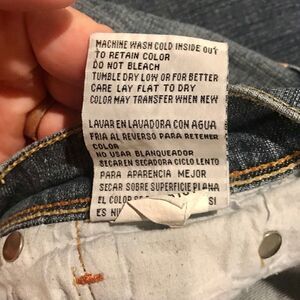 MACHINE WASH COLD INSIDE OUT
TO RETAIN COLOR
DO NOT BLEACH
TUMBLE DRY LOW OR FOR BETTER
CARE LAY FLAT TO DRY
COLOR MAY TRANSFER WHEN NEW
LAVAR EN LAVADORA CON AGUA
FRIA AL REVERSO PARA RETENER
COLOR
NO USAR BLANQUEADOR
SECAR EN SECADORA CICLO LENTO
PARA APARIENCIA MEJOR
SECAR SOBRE SUPERFICIE PLANA
EL COLOR SI
ES